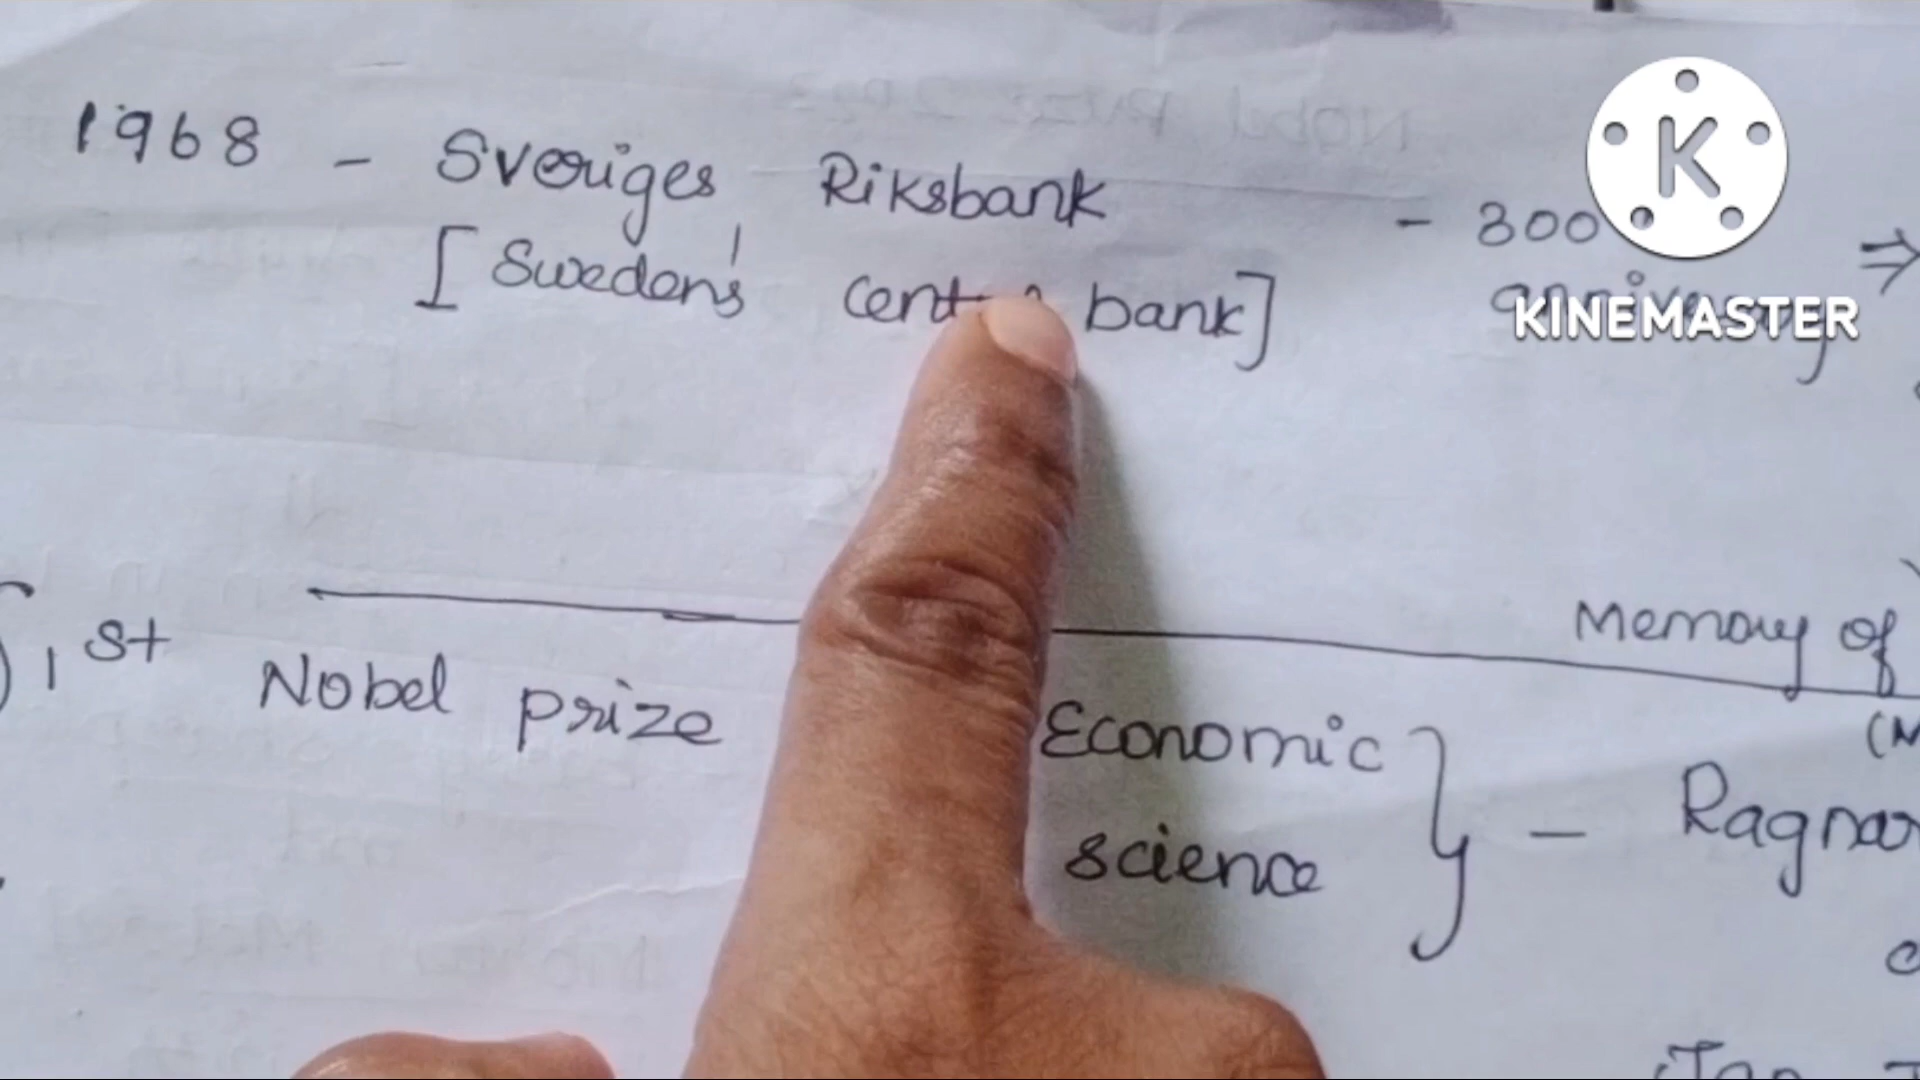 1968 - Sveriges Riksbank - 300
[Sweden's bank] ⇒
KINEMASTER
Memory of
1st Nobel prize Economic
science } - Ragnar